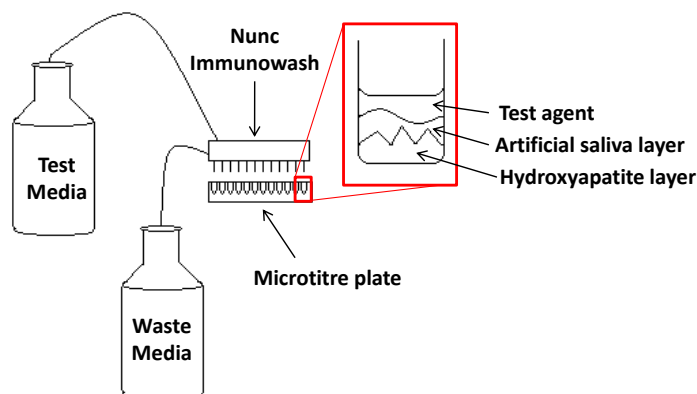 Nunc
Immunowash
Test
Media
Test agent
Artificial saliva layer
Hydroxyapatite layer
Microtitre plate
Waste
Media